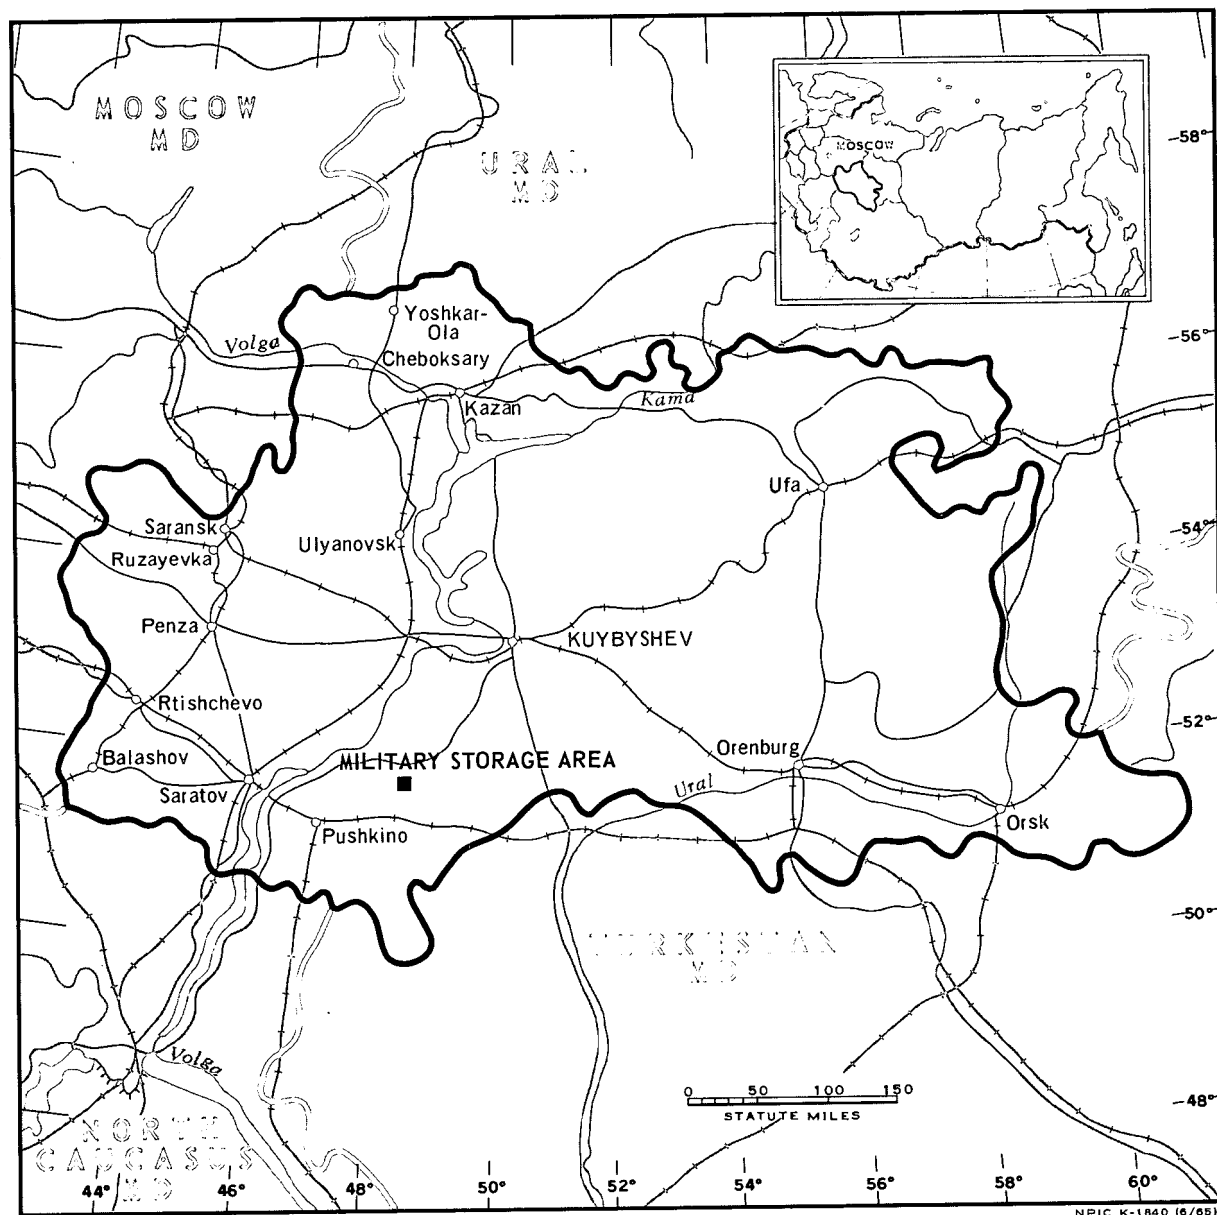 MOSCOW
MD
URAL
MD
MOSCOW
—58°
—56°
—54°
—52°
—50°
—48°
Yoshkar-
Ola
Volga
Cheboksary
Kazan
Kama
Ufa
Saransk
Ulyanovsk
Ruzayevka
Penza
KUYBYSHEV
Rtishchevo
Balashov
MILITARY STORAGE AREA
Orenburg
Saratov
Ural
Pushkino
Orsk
TURKISTAN
MD
Volga
0 50 100 150
STATUTE MILES
NORTH
CAUCASUS
MD
44° 46° 48° 50° 52° 54° 56° 58° 60°
NPIC K-1840 (6/65)